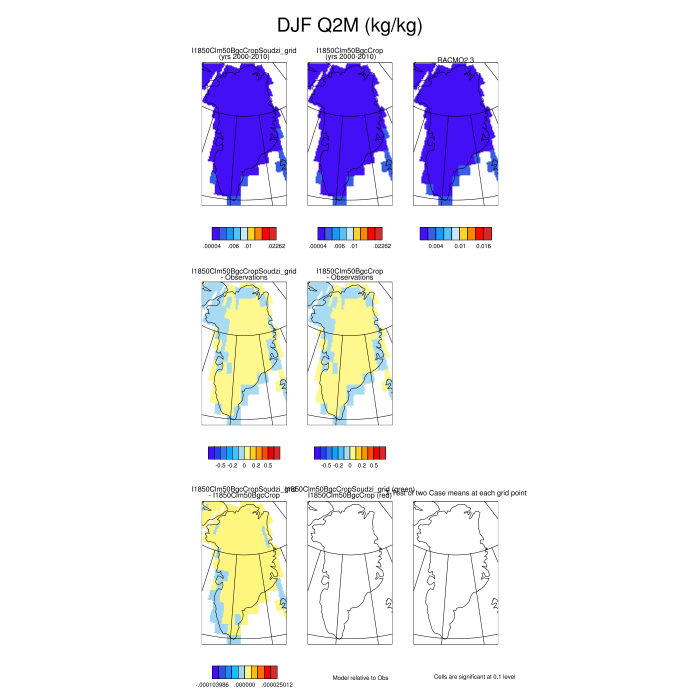 DJF Q2M (kg/kg)
I1850Clm50BgcCropSoudzi_grid
(yrs 2000-2010)
I1850Clm50BgcCrop
(yrs 2000-2010)
RACMO2.3
.00004 .006 .01 .02262
.00004 .006 .01 .02262
0.004 0.01 0.016
I1850Clm50BgcCropSoudzi_grid
- Observations
I1850Clm50BgcCrop
- Observations
-0.5 -0.2 0 0.2 0.5
-0.5 -0.2 0 0.2 0.5
I1850Clm50BgcCropSoudzi_grid
- I1850Clm50BgcCrop
I1850Clm50BgcCropSoudzi_grid (green)
I1850Clm50BgcCrop (red)
Test of two Case means at each grid point
-.000103986 .000000 .000025012
Model relative to Obs
Cells are significant at 0.1 level